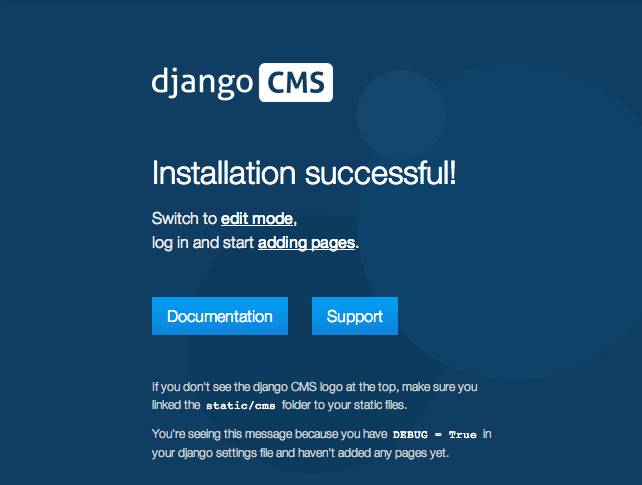 django CMS
Installation successful!
Switch to edit mode,
log in and start adding pages.
Documentation
Support
If you don't see the django CMS logo at the top, make sure you
linked the static/cms folder to your static files.
You're seeing this message because you have DEBUG = True in
your django settings file and haven't added any pages yet.